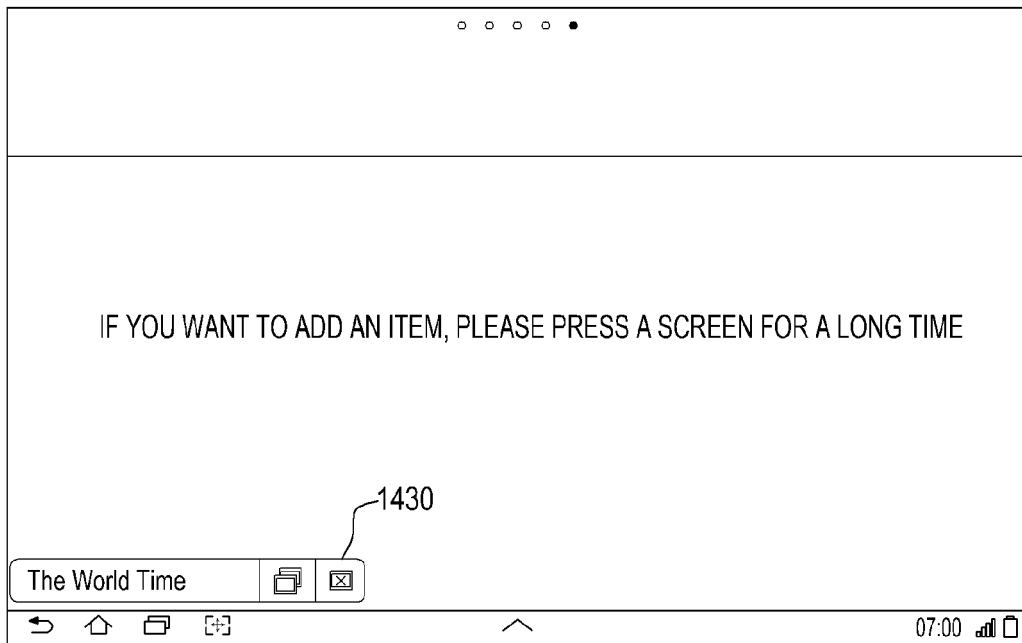 IF YOU WANT TO ADD AN ITEM, PLEASE PRESS A SCREEN FOR A LONG TIME
1430
The World Time
07:00